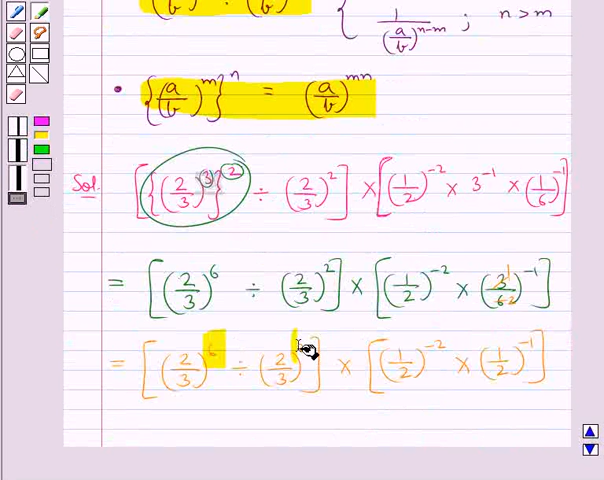 (a/b) ÷ (a/b) { 1/(a/b)^(n-m) ; n > m
• {(a/b)^m}^n = (a/b)^(mn)
Sol. [{(2/3)^3}^2 ÷ (2/3)^2] × [(1/2)^-2 × 3^-1 × (1/6)^-1]
= [(2/3)^6 ÷ (2/3)^2] × [(1/2)^-2 × (3 1/6 2)^-1]
= [(2/3)^6 ÷ (2/3) ] × [(1/2)^-2 × (1/2)^-1]